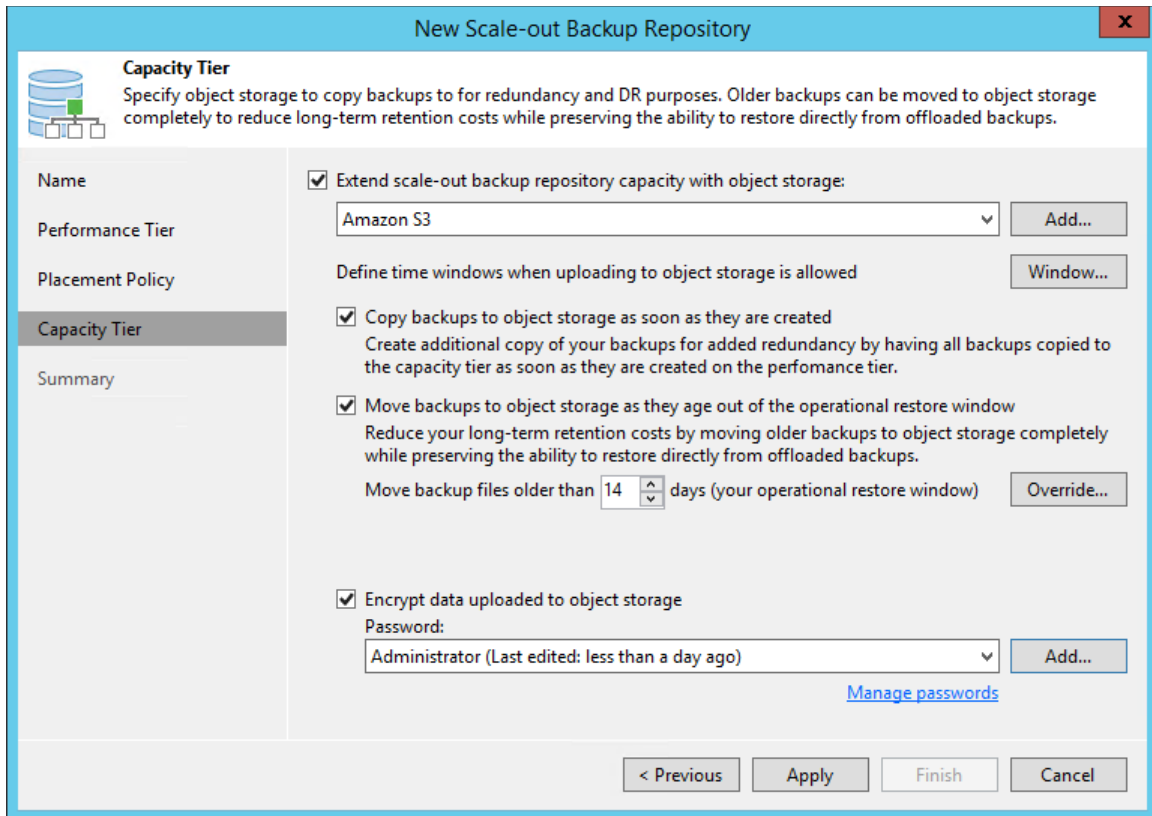 New Scale-out Backup Repository
x
Capacity Tier
Specify object storage to copy backups to for redundancy and DR purposes. Older backups can be moved to object storage
completely to reduce long-term retention costs while preserving the ability to restore directly from offloaded backups.
Name
Performance Tier
Placement Policy
Capacity Tier
Summary
Extend scale-out backup repository capacity with object storage:
Amazon S3
Add...
Define time windows when uploading to object storage is allowed
Window...
Copy backups to object storage as soon as they are created
Create additional copy of your backups for added redundancy by having all backups copied to
the capacity tier as soon as they are created on the perfomance tier.
Move backups to object storage as they age out of the operational restore window
Reduce your long-term retention costs by moving older backups to object storage completely
while preserving the ability to restore directly from offloaded backups.
Move backup files older than 14 days (your operational restore window)
Override...
Encrypt data uploaded to object storage
Password:
Administrator (Last edited: less than a day ago)
Add...
Manage passwords
< Previous
Apply
Finish
Cancel